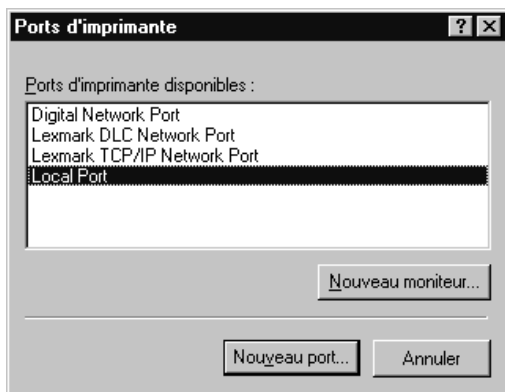 Ports d'imprimante
Ports d'imprimante disponibles :
Digital Network Port
Lexmark DLC Network Port
Lexmark TCP/IP Network Port
Local Port
Nouveau moniteur...
Nouveau port...
Annuler